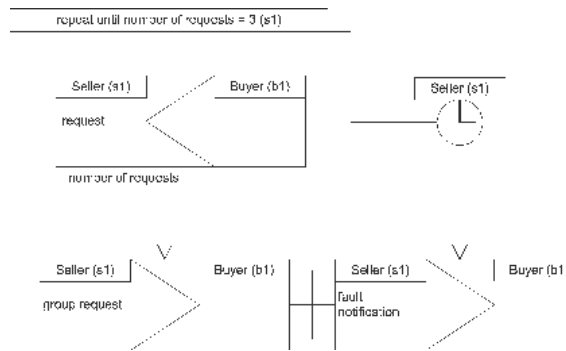 repeat until number of requests = 3 (s1)
Seller (s1)
Buyer (b1)
Seller (s1)
request
number of requests
Seller (s1)
Buyer (b1)
Seller (s1)
Buyer (b1
group request
fault
notification